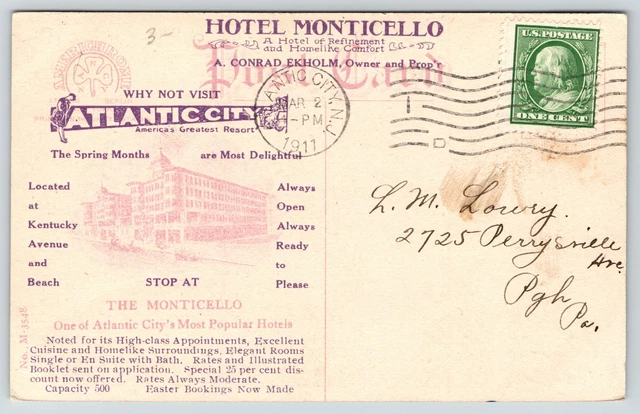 3-
HOTEL MONTICELLO
A Hotel of Refinement
and Homelike Comfort
A. CONRAD EKHOLM, Owner and Prop'r
Post Card
U.S. POSTAGE
ONE CENT
ANTIC CITY, N.J.
MAR 2
-PM
1911
I
D
WHY NOT VISIT
ATLANTIC CITY
America's Greatest Resort
The Spring Months are Most Delightful
Located
at
Kentucky
Avenue
and
Beach
Always
Open
Always
Ready
to
Please
STOP AT
THE MONTICELLO
One of Atlantic City's Most Popular Hotels
Noted for its High-class Appointments, Excellent
Cuisine and Homelike Surroundings, Elegant Rooms
Single or En Suite with Bath. Rates and Illustrated
Booklet sent on application. Special 25 per cent dis-
count now offered. Rates Always Moderate.
Capacity 500 Easter Bookings Now Made
No. M-3548
L. M. Lowry.
2725 Perrysville
Ave.
Pgh
Pa.